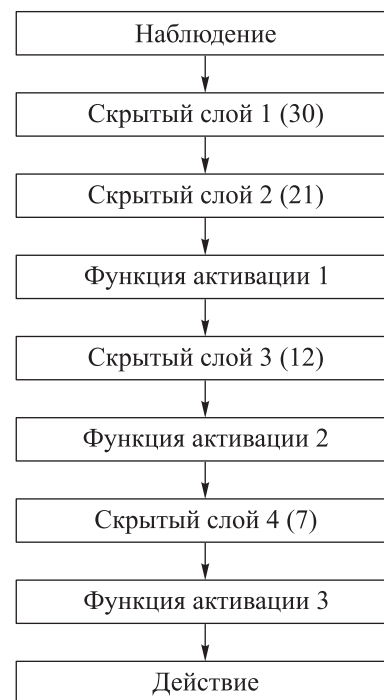 Наблюдение
Скрытый слой 1 (30)
Скрытый слой 2 (21)
Функция активации 1
Скрытый слой 3 (12)
Функция активации 2
Скрытый слой 4 (7)
Функция активации 3
Действие